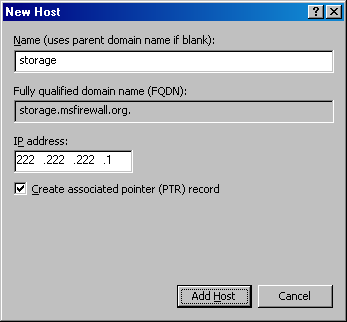 New Host
Name (uses parent domain name if blank):
storage
Fully qualified domain name (FQDN):
storage.msfirewall.org.
IP address:
222 .222 .222 .1
Create associated pointer (PTR) record
Add Host Cancel